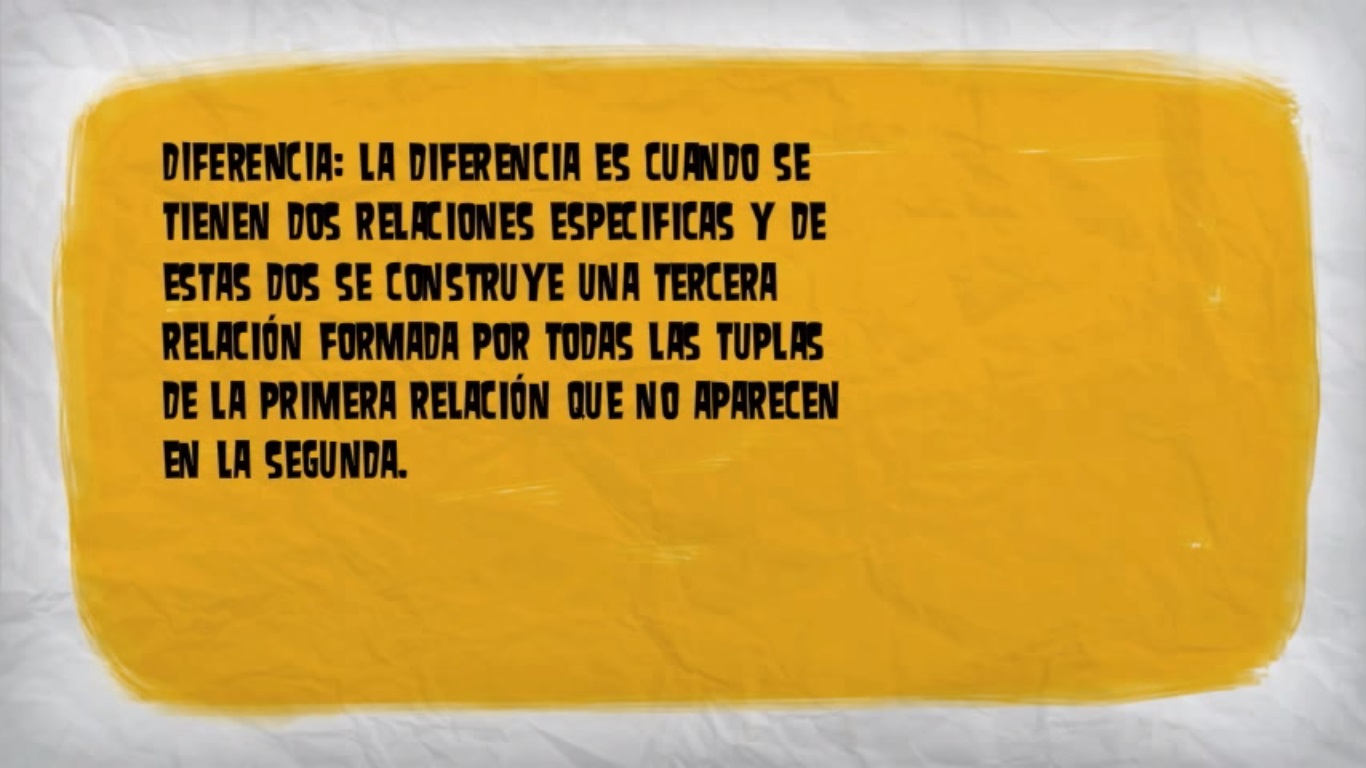 DIFERENCIA: LA DIFERENCIA ES CUANDO SE
TIENEN DOS RELACIONES ESPECIFICAS Y DE
ESTAS DOS SE CONSTRUYE UNA TERCERA
RELACIÓN FORMADA POR TODAS LAS TUPLAS
DE LA PRIMERA RELACIÓN QUE NO APARECEN
EN LA SEGUNDA.